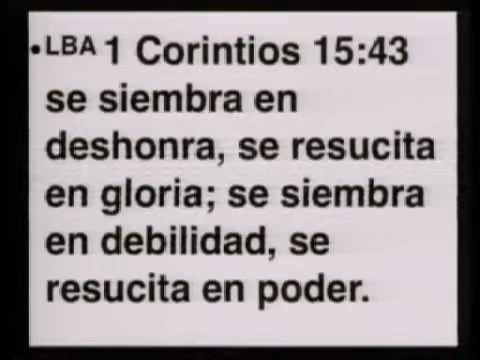 •LBA 1 Corintios 15:43
se siembra en
deshonra, se resucita
en gloria; se siembra
en debilidad, se
resucita en poder.